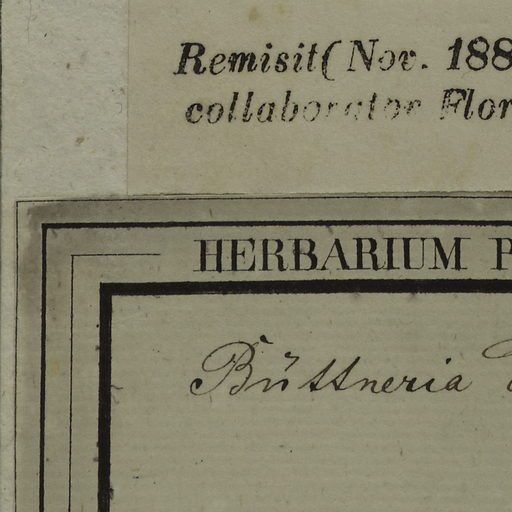 Remisit (Nov. 188
collaborator Flor
HERBARIUM P
Büttneria